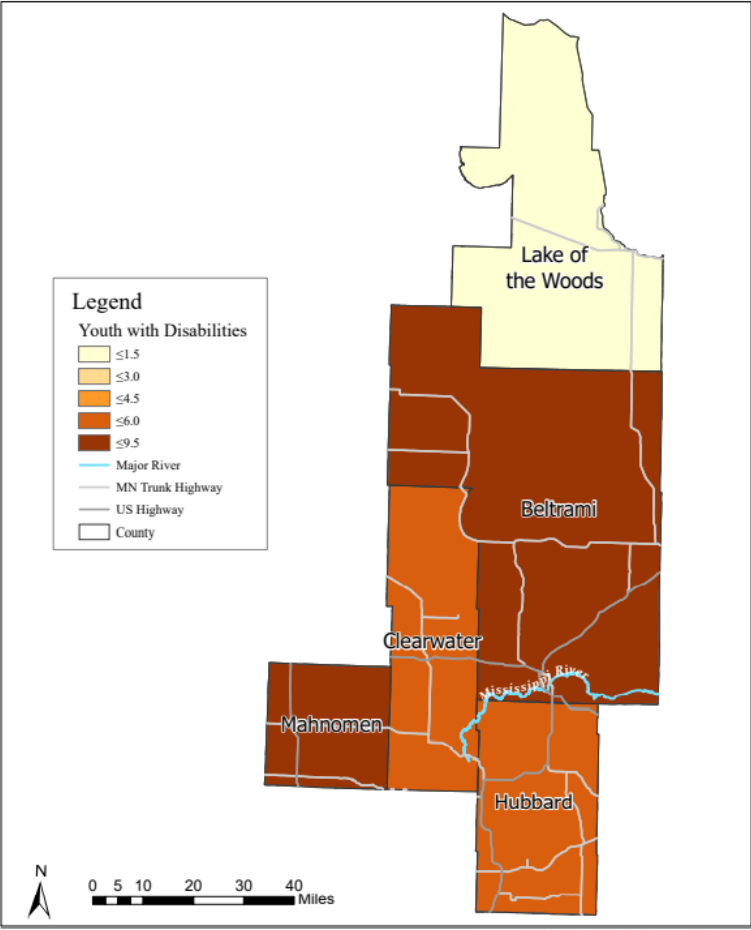 Lake of
the Woods
Legend
Youth with Disabilities
≤1.5
≤3.0
≤4.5
≤6.0
≤9.5
Major River
MN Trunk Highway
US Highway
County
Beltrami
Clearwater
Mississippi River
Mahnomen
Hubbard
N
0 5 10 20 30 40
Miles